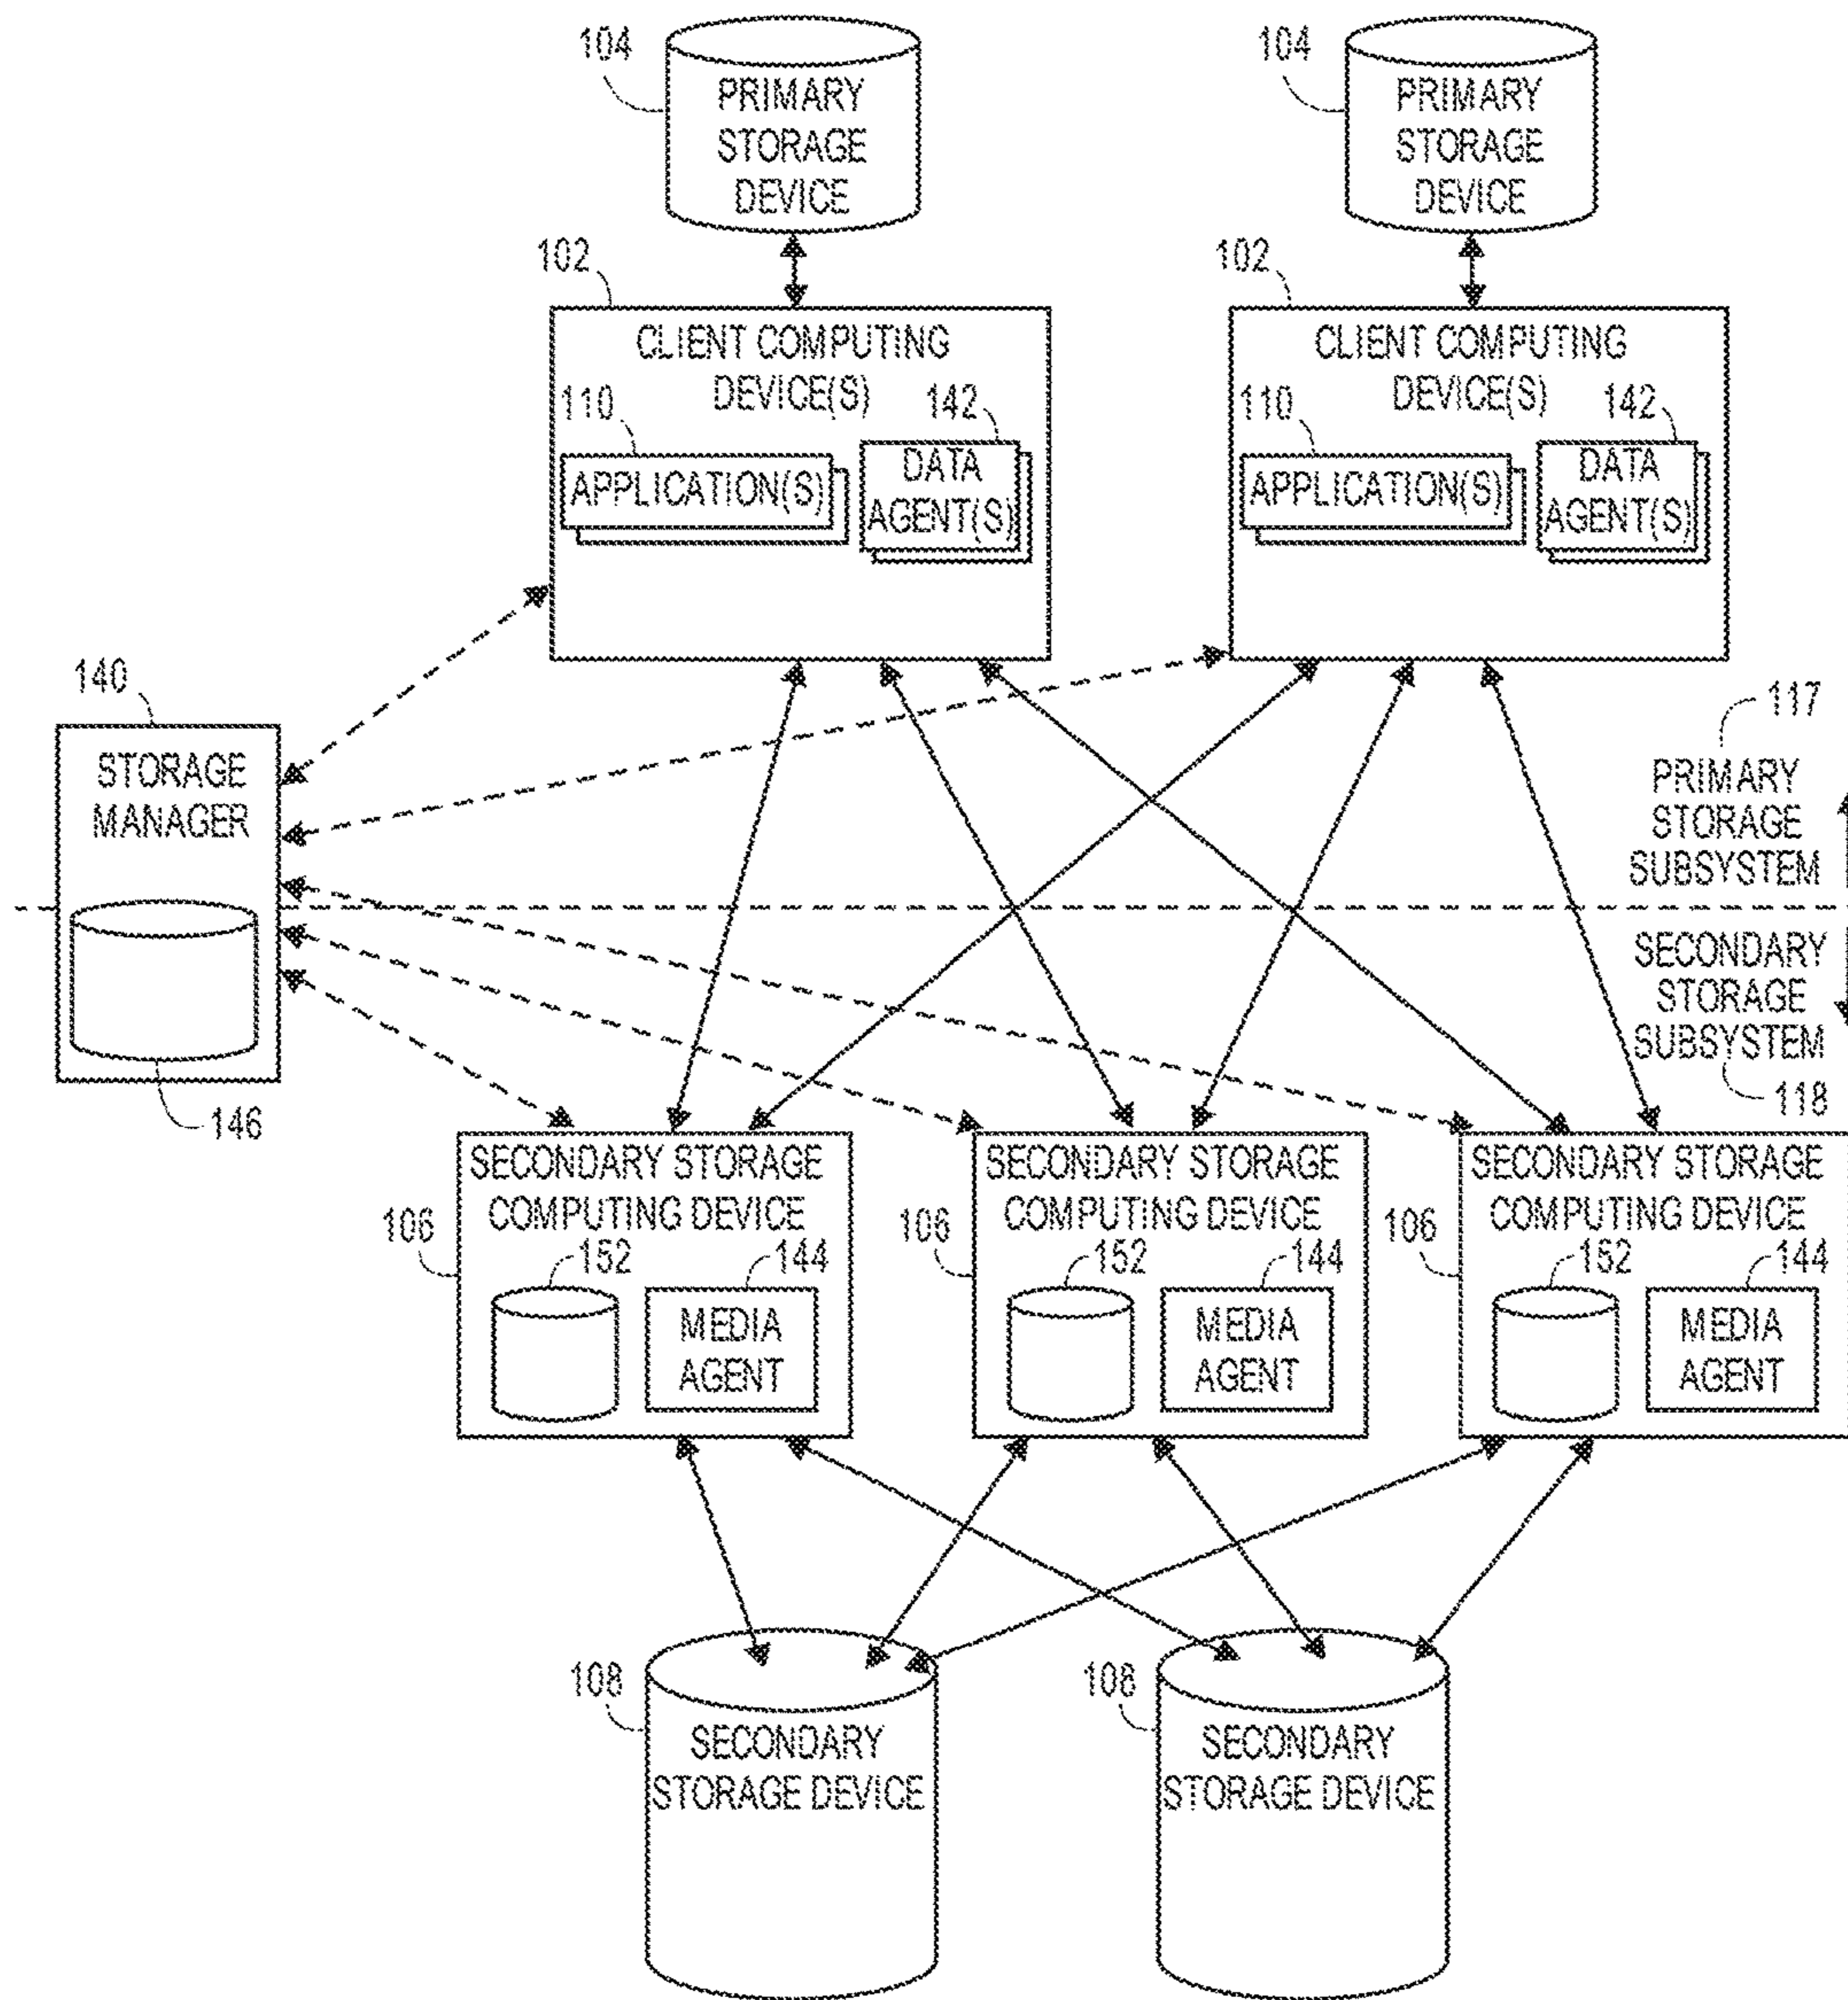 104
PRIMARY
STORAGE
DEVICE
104
PRIMARY
STORAGE
DEVICE
102
CLIENT COMPUTING
DEVICE(S)
110
142
APPLICATION(S)
DATA
AGENT(S)
102
CLIENT COMPUTING
DEVICE(S)
110
142
APPLICATION(S)
DATA
AGENT(S)
140
STORAGE
MANAGER
146
117
PRIMARY
STORAGE
SUBSYSTEM
SECONDARY
STORAGE
SUBSYSTEM
118
SECONDARY STORAGE
COMPUTING DEVICE
106
152
144
MEDIA
AGENT
SECONDARY STORAGE
COMPUTING DEVICE
106
152
144
MEDIA
AGENT
SECONDARY STORAGE
COMPUTING DEVICE
106
152
144
MEDIA
AGENT
108
SECONDARY
STORAGE DEVICE
108
SECONDARY
STORAGE DEVICE